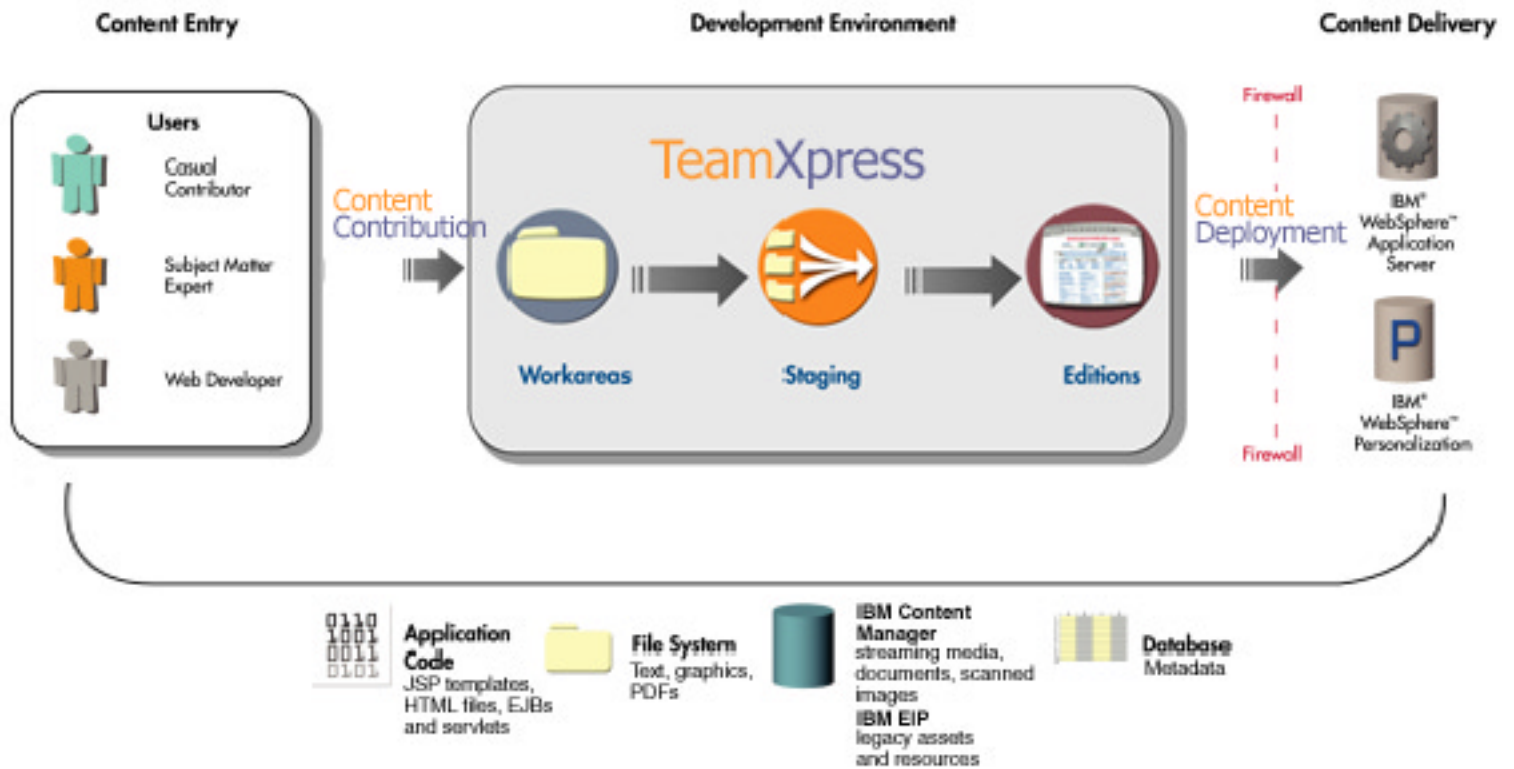 Content Entry
Development Environment
Content Delivery
Users
Casual
Contributor
Subject Matter
Expert
Web Developer
Content
Contribution
TeamXpress
Workareas
Staging
Editions
Firewall
Content
Deployment
Firewall
IBM®
WebSphere™
Application
Server
IBM®
WebSphere™
Personalization
0110
1001
0011
0101
Application
Code
JSP templates,
HTML files, EJBs
and servlets
File System
Text, graphics,
PDFs
IBM Content
Manager
streaming media,
documents, scanned
images
IBM EIP
legacy assets
and resources
Database
Metadata